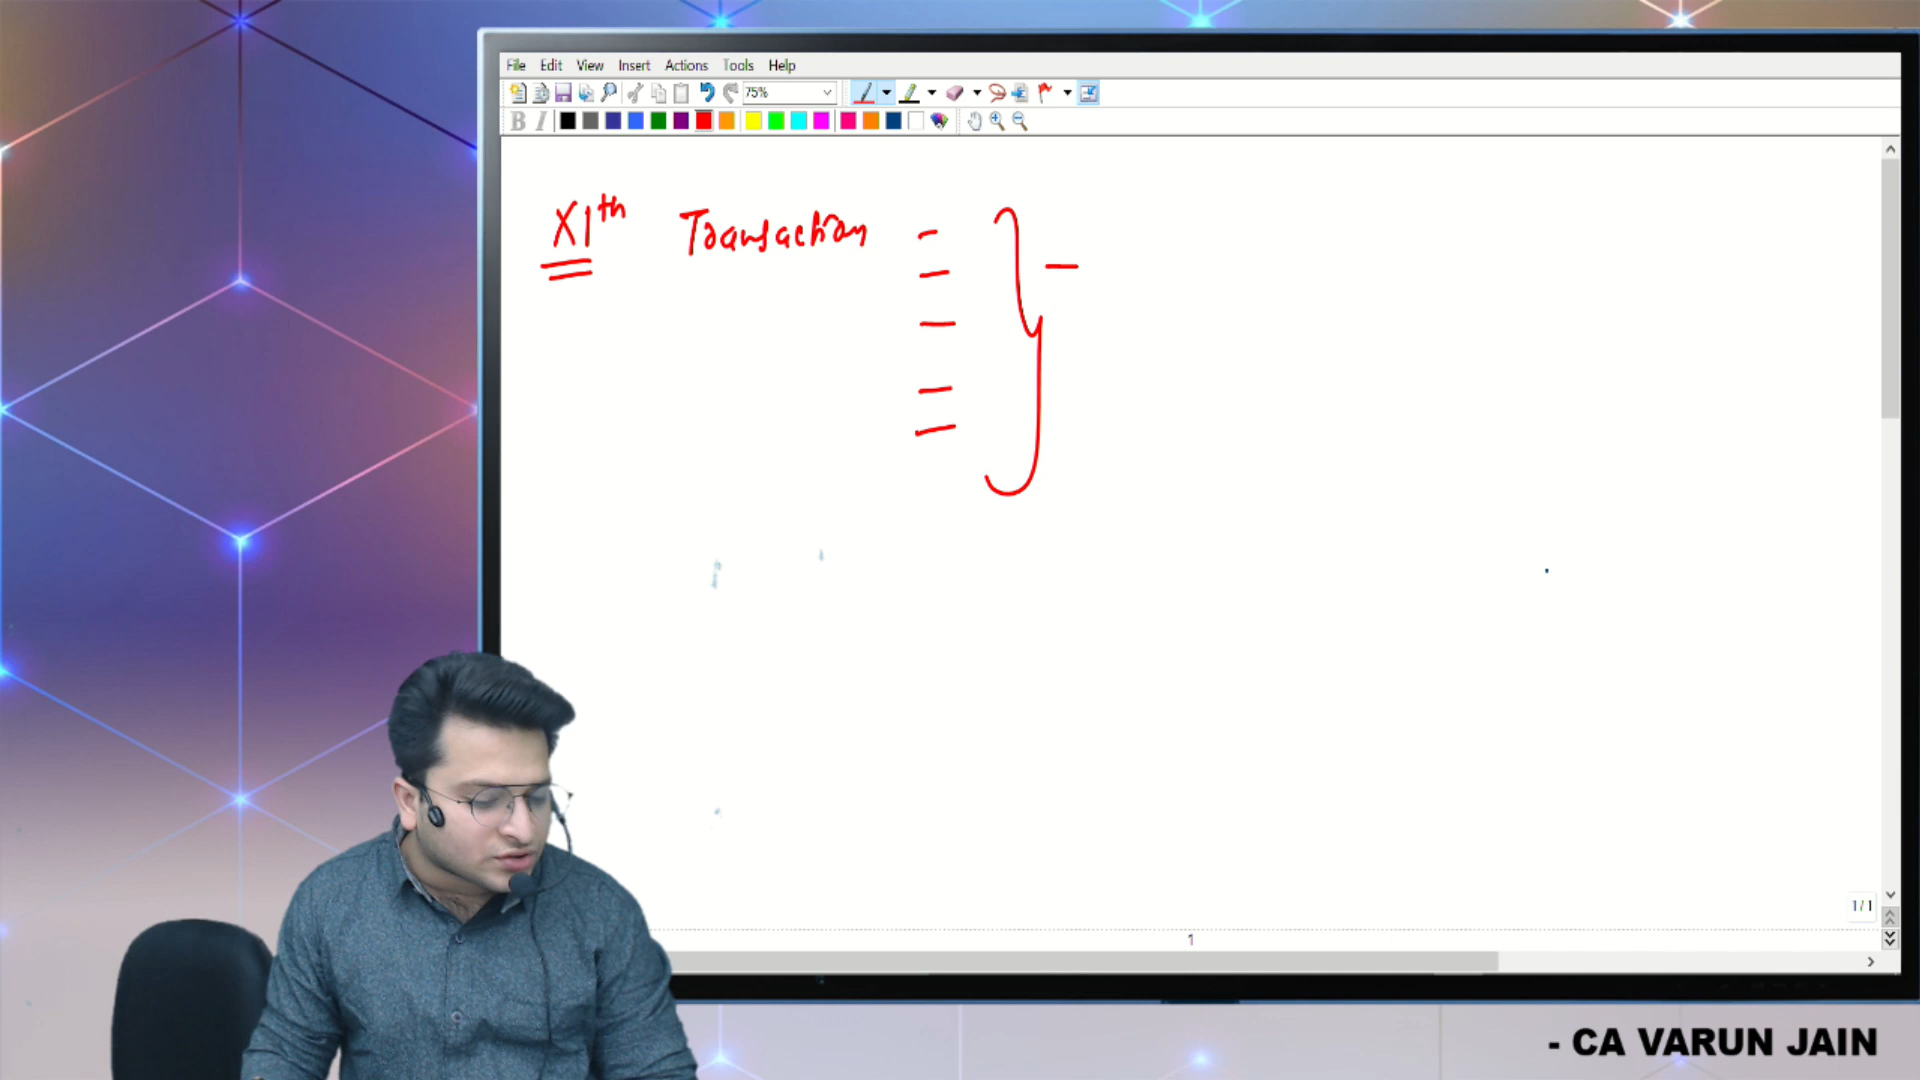 File Edit View Insert Actions Tools Help
75%
B I
XIth Transaction
1/1
1
- CA VARUN JAIN